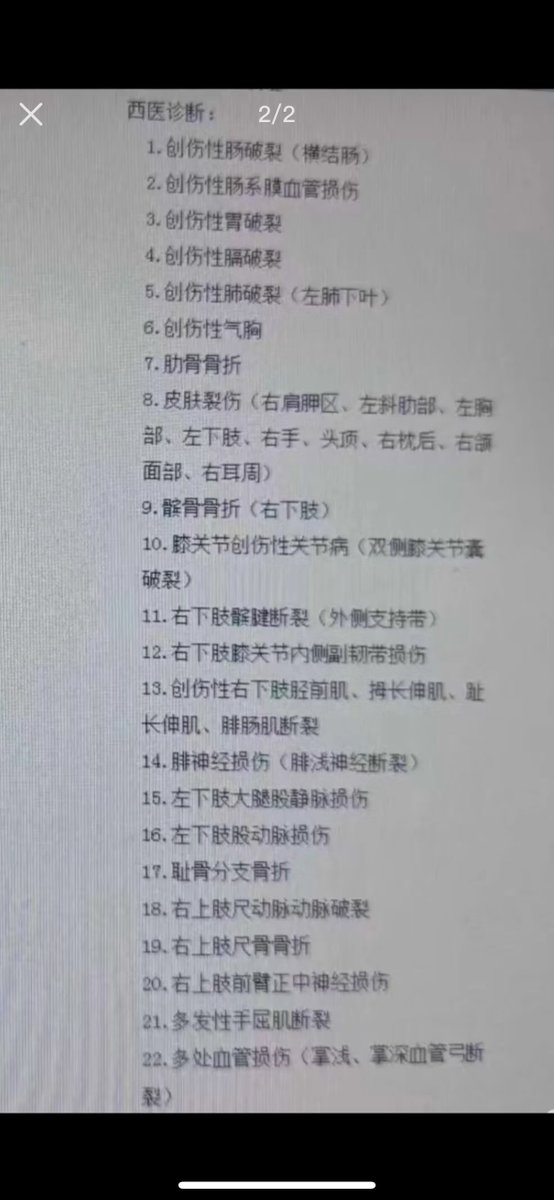 2/2
西医诊断：
1.创伤性肠破裂（横结肠）
2.创伤性肠系膜血管损伤
3.创伤性胃破裂
4.创伤性膈破裂
5.创伤性肺破裂（左肺下叶）
6.创伤性气胸
7.肋骨骨折
8.皮肤裂伤（右肩胛区、左斜肋部、左胸
部、左下肢、右手、头顶、右枕后、右颌
面部、右耳周）
9.髌骨骨折（右下肢）
10.膝关节创伤性关节病（双侧膝关节囊
破裂）
11.右下肢髌腱断裂（外侧支持带）
12.右下肢膝关节内侧副韧带损伤
13.创伤性右下肢胫前肌、拇长伸肌、趾
长伸肌、腓肠肌断裂
14.腓神经损伤（腓浅神经断裂）
15.左下肢大腿股静脉损伤
16.左下肢股动脉损伤
17.耻骨分支骨折
18.右上肢尺动脉动脉破裂
19.右上肢尺骨骨折
20.右上肢前臂正中神经损伤
21.多发性手屈肌断裂
22.多处血管损伤（掌浅、掌深血管弓断
裂）